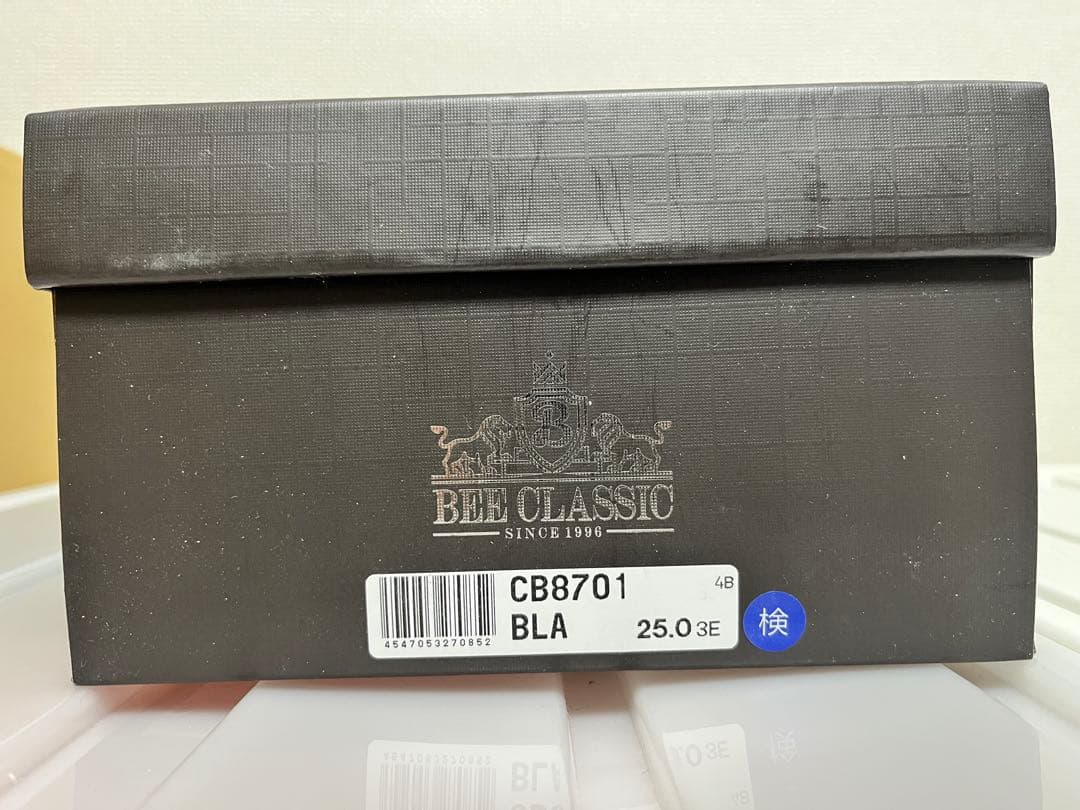 B
BEE CLASSIC
SINCE 1996
CB8701
4B
BLA
25.0 3E
4547053270852
検